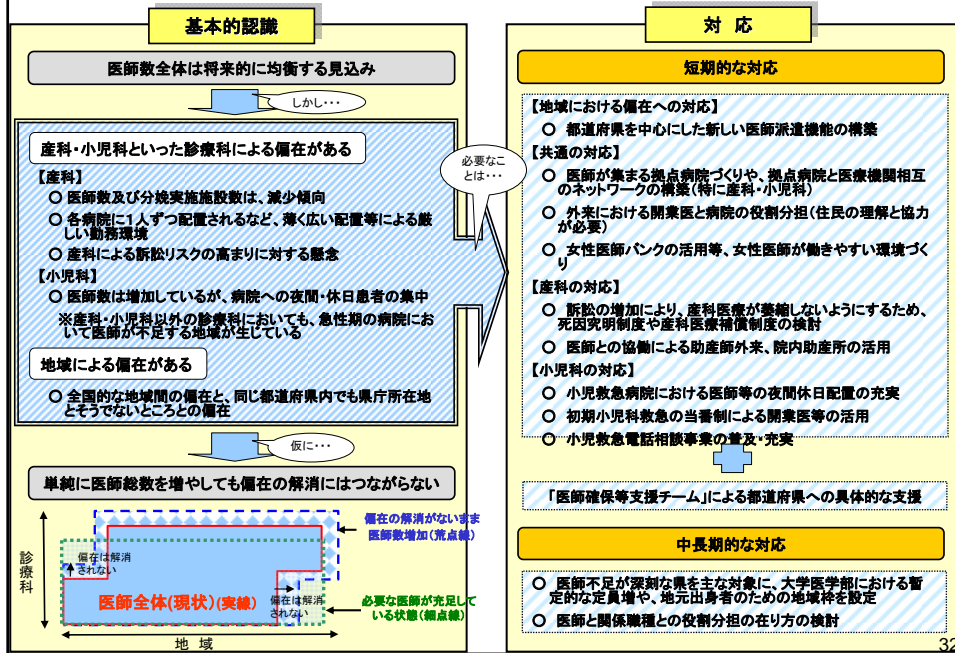 基本的認識
医師数全体は将来的に均衡する見込み
しかし・・・
産科・小児科といった診療科による偏在がある
【産科】
○ 医師数及び分娩実施施設数は、減少傾向
○ 各病院に1人ずつ配置されるなど、薄く広い配置等による厳
しい勤務環境
○ 産科による訴訟リスクの高まりに対する懸念
【小児科】
○ 医師数は増加しているが、病院への夜間・休日患者の集中
※産科・小児科以外の診療科においても、急性期の病院にお
いて医師が不足する地域が生じている
地域による偏在がある
○ 全国的な地域間の偏在と、同じ都道府県内でも県庁所在地
とそうでないところとの偏在
仮に・・・
単純に医師総数を増やしても偏在の解消にはつながらない
診療科
偏在は解消
されない
医師全体(現状)(実線)
偏在は解消
されない
地 域
偏在の解消がないまま
医師数増加(荒点線)
必要な医師が充足して
いる状態(細点線)
必要なこ
とは・・・
対 応
短期的な対応
【地域における偏在への対応】
○ 都道府県を中心にした新しい医師派遣機能の構築
【共通の対応】
○ 医師が集まる拠点病院づくりや、拠点病院と医療機関相互
のネットワークの構築(特に産科・小児科)
○ 外来における開業医と病院の役割分担(住民の理解と協力
が必要)
○ 女性医師バンクの活用等、女性医師が働きやすい環境づく
り
【産科の対応】
○ 訴訟の増加により、産科医療が萎縮しないようにするため、
死因究明制度や産科医療補償制度の検討
○ 医師との協働による助産師外来、院内助産所の活用
【小児科の対応】
○ 小児救急病院における医師等の夜間休日配置の充実
○ 初期小児科救急の当番制による開業医等の活用
○ 小児救急電話相談事業の普及・充実
「医師確保等支援チーム」による都道府県への具体的な支援
中長期的な対応
○ 医師不足が深刻な県を主な対象に、大学医学部における暫
定的な定員増や、地元出身者のための地域枠を設定
○ 医師と関係職種との役割分担の在り方の検討
32